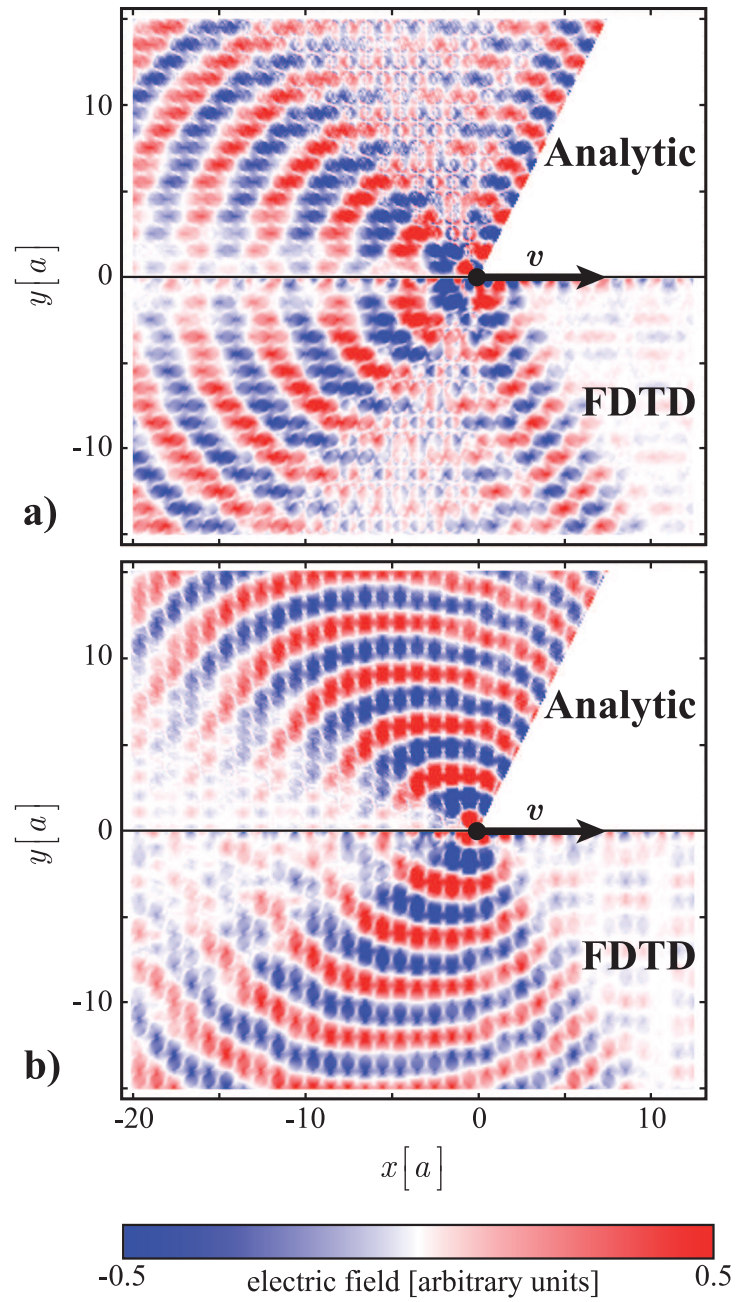 10
Analytic
v
y[a]
0
FDTD
-10
a)
10
Analytic
v
y[a]
0
FDTD
-10
b)
-20
-10
0
10
x[a]
-0.5
electric field [arbitrary units]
0.5